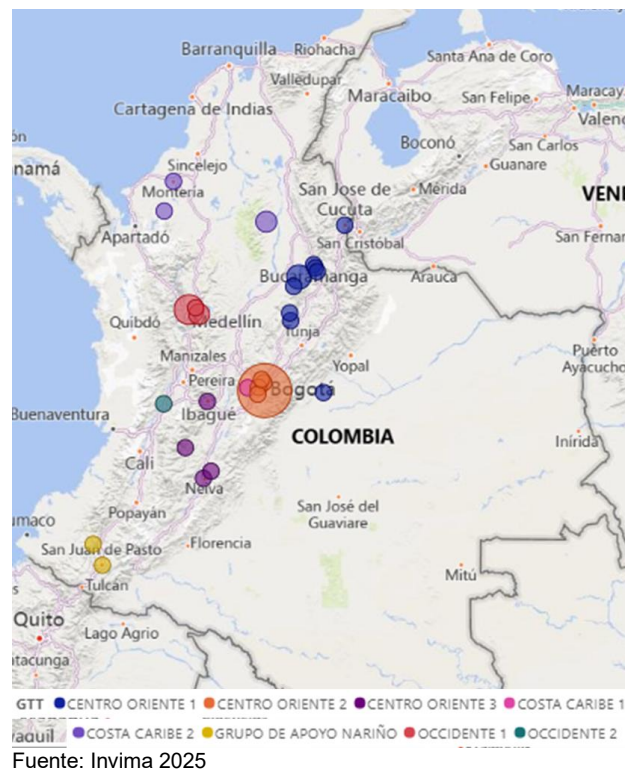 Barranquilla
Riohacha
Santa Ana de Coro
Valledupar
Maracaibo
San Felipe
Maracay
Cartagena de Indias
Valenc
Boconó
San Carlos
Guanare
Sincelejo
namá
San Jose de
Cucuta
Mérida
Montería
VENE
Apartadó
San Cristóbal
San Fernan
Bucaramanga
Arauca
Quibdó
Medellín
Tunja
Puerto
Ayacucho
Manizales
Yopal
Pereira
Bogotá
Buenaventura
Ibagué
COLOMBIA
Inírida
Cali
Neiva
Popayán
San José del
Guaviare
umaco
San Juan de Pasto
Florencia
Tulcán
Mitú
Quito
Lago Agrio
atacunga
GTT CENTRO ORIENTE 1 CENTRO ORIENTE 2 CENTRO ORIENTE 3 COSTA CARIBE 1
COSTA CARIBE 2 GRUPO DE APOYO NARIÑO OCCIDENTE 1 OCCIDENTE 2
Fuente: Invima 2025